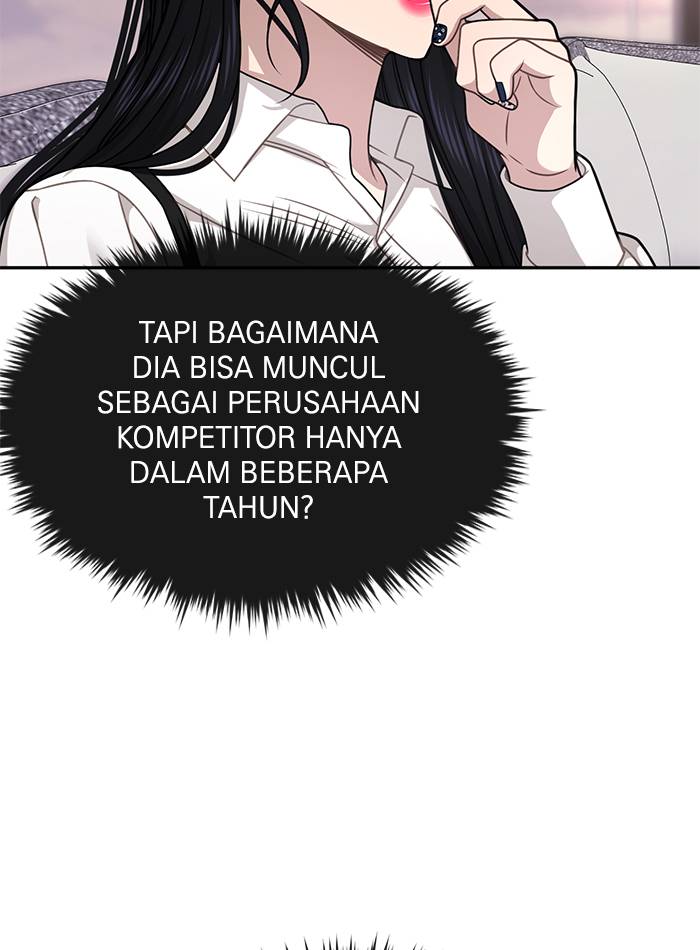 TAPI BAGAIMANA
DIA BISA MUNCUL
SEBAGAI PERUSAHAAN
KOMPETITOR HANYA
DALAM BEBERAPA
TAHUN?